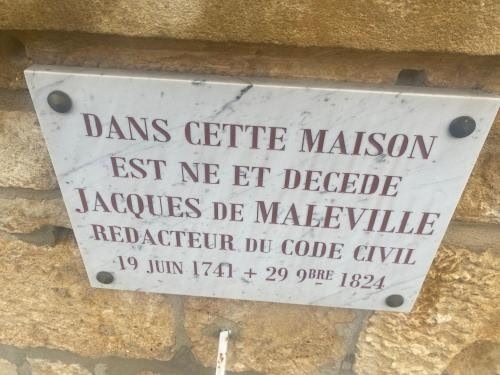 DANS CETTE MAISON
EST NE ET DECEDE
JACQUES DE MALEVILLE
REDACTEUR DU CODE CIVIL
19 JUIN 1741 + 29 9BRE 1824